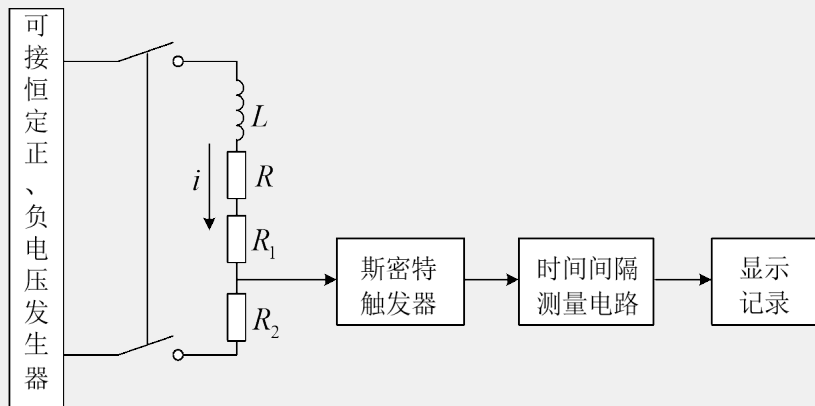 可接恒定正、负电压发生器
L
R
i
R₁
R₂
斯密特
触发器
时间间隔
测量电路
显示
记录